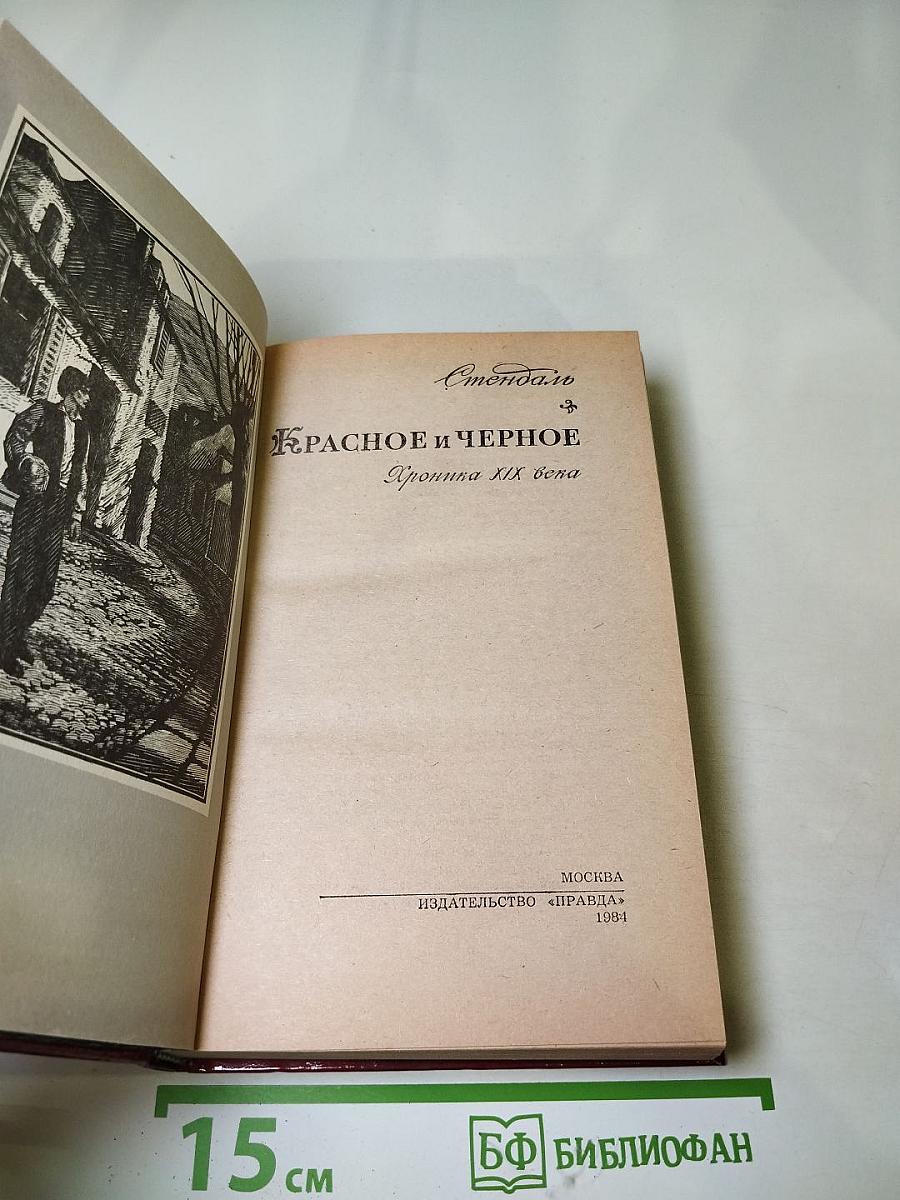 Стендаль
КРАСНОЕ и ЧЕРНОЕ
Хроника XIX века
МОСКВА
ИЗДАТЕЛЬСТВО «ПРАВДА»
1984
15 см
БФ БИБЛИОФАН